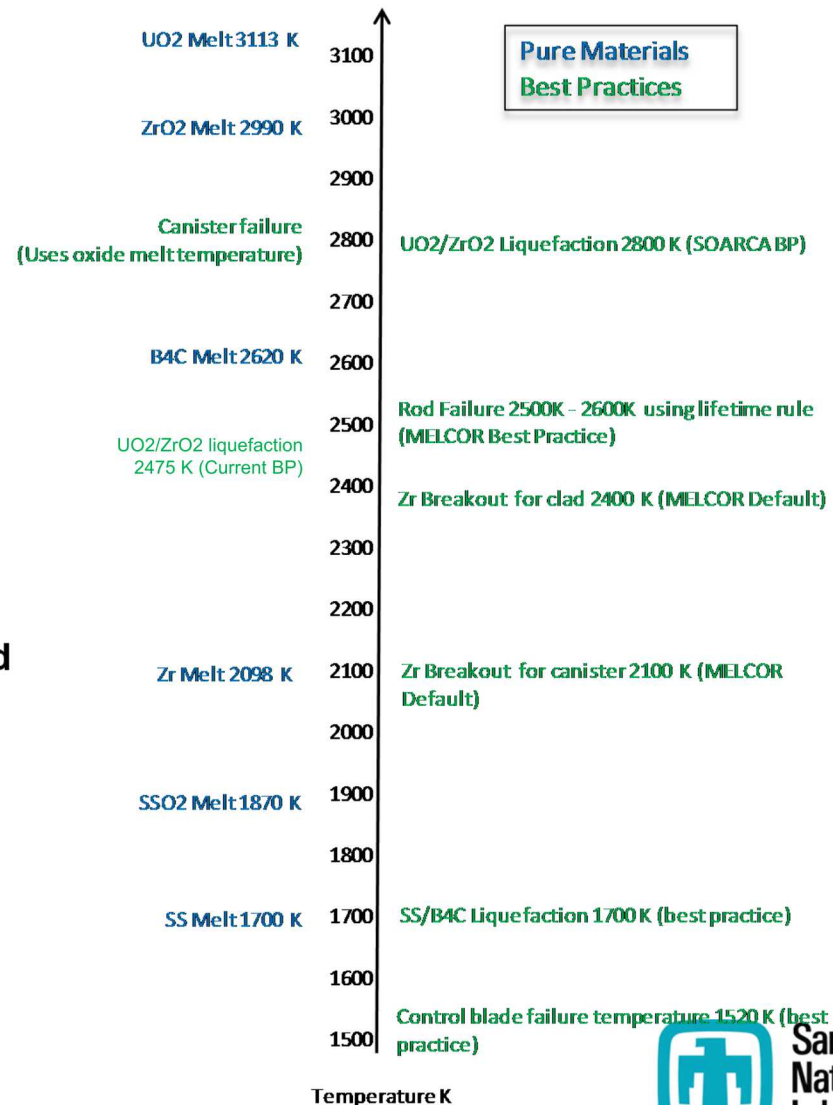 Pure Materials
Best Practices
UO2 Melt 3113 K
3100
3000
ZrO2 Melt 2990 K
2900
Canister failure
(Uses oxide melt temperature)
2800
UO2/ZrO2 Liquefaction 2800 K (SOARCA BP)
2700
B4C Melt 2620 K
2600
Rod Failure 2500K - 2600K using lifetime rule
(MELCOR Best Practice)
2500
UO2/ZrO2 liquefaction
2475 K (Current BP)
2400
Zr Breakout for clad 2400 K (MELCOR Default)
2300
2200
d
Zr Melt 2098 K
2100
Zr Breakout for canister 2100 K (MELCOR
Default)
2000
1900
SSO2 Melt 1870 K
1800
SS Melt 1700 K
1700
SS/B4C Liquefaction 1700 K (best practice)
1600
Control blade failure temperature 1520 K (best
practice)
1500
Temperature K